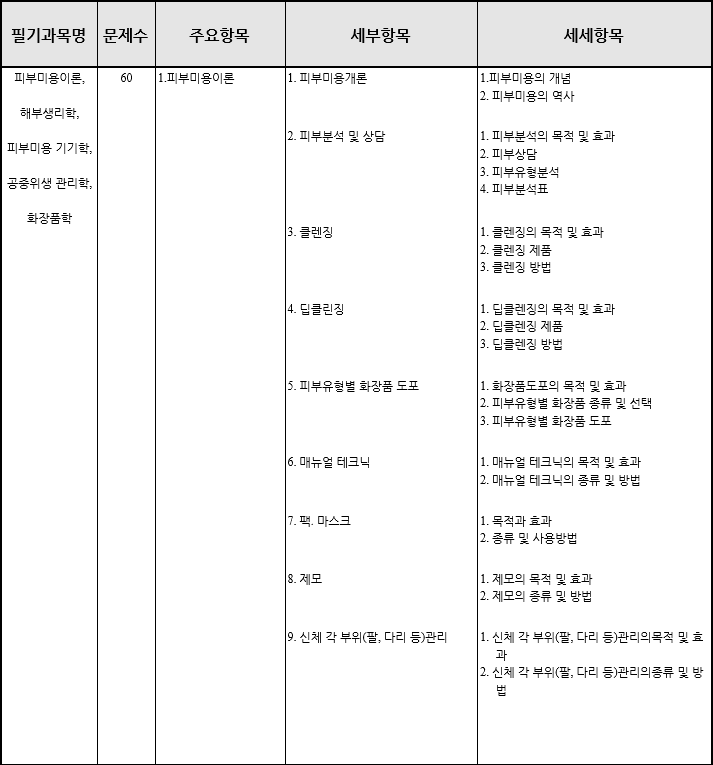 필기과목명 문제수 주요항목 세부항목 세세항목
피부미용이론, 60 1.피부미용이론 1. 피부미용개론 1.피부미용의 개념
2. 피부미용의 역사
해부생리학,
2. 피부분석 및 상담 1. 피부분석의 목적 및 효과
피부미용 기기학, 2. 피부상담
3. 피부유형분석
공중위생 관리학, 4. 피부분석표
화장품학
3. 클렌징 1. 클렌징의 목적 및 효과
2. 클렌징 제품
3. 클렌징 방법
4. 딥클린징 1. 딥클렌징의 목적 및 효과
2. 딥클렌징 제품
3. 딥클렌징 방법
5. 피부유형별 화장품 도포 1. 화장품도포의 목적 및 효과
2. 피부유형별 화장품 종류 및 선택
3. 피부유형별 화장품 도포
6. 매뉴얼 테크닉 1. 매뉴얼 테크닉의 목적 및 효과
2. 매뉴얼 테크닉의 종류 및 방법
7. 팩. 마스크 1. 목적과 효과
2. 종류 및 사용방법
8. 제모 1. 제모의 목적 및 효과
2. 제모의 종류 및 방법
9. 신체 각 부위(팔, 다리 등)관리 1. 신체 각 부위(팔, 다리 등)관리의목적 및 효
과
2. 신체 각 부위(팔, 다리 등)관리의종류 및 방
법